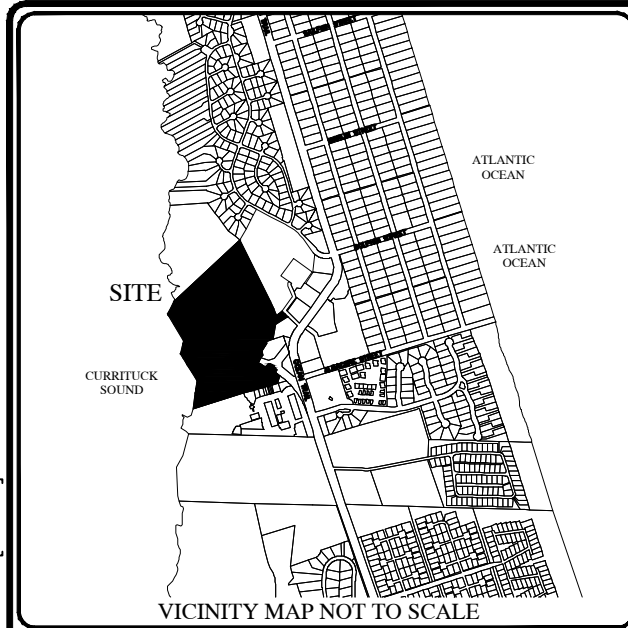 ATLANTIC
OCEAN
ATLANTIC
OCEAN
SITE
CURRITUCK
SOUND
VICINITY MAP NOT TO SCALE